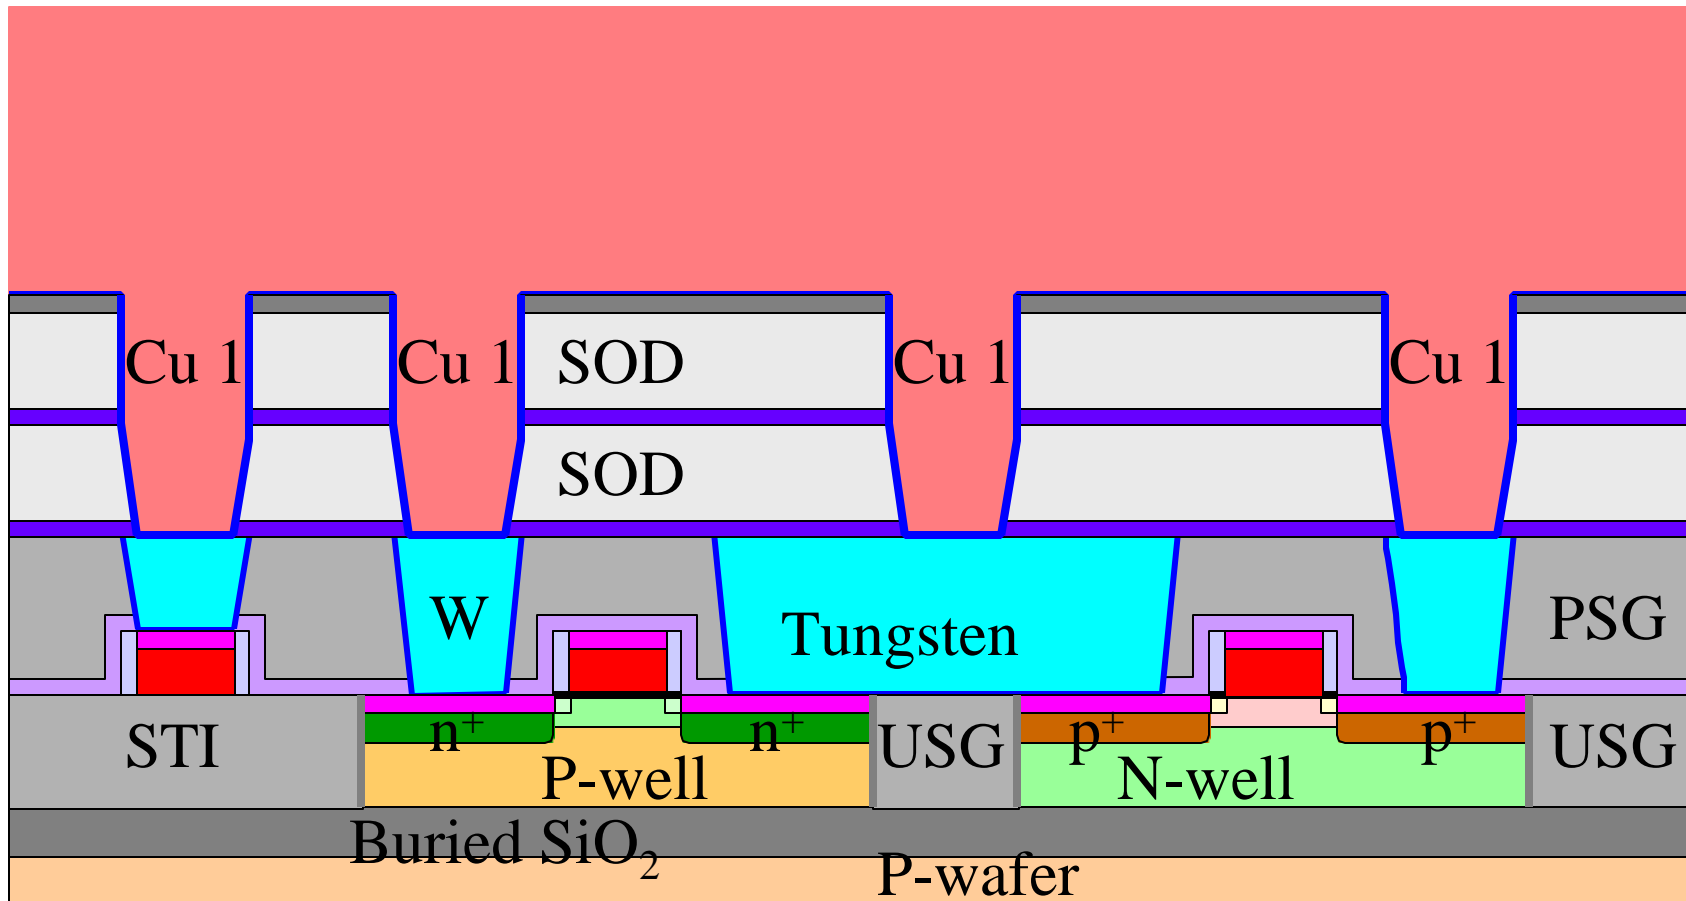 Cu 1 Cu 1 SOD Cu 1 Cu 1
SOD
W Tungsten PSG
STI n⁺ n⁺ USG p⁺ p⁺ USG
P-well N-well
Buried SiO₂
P-wafer